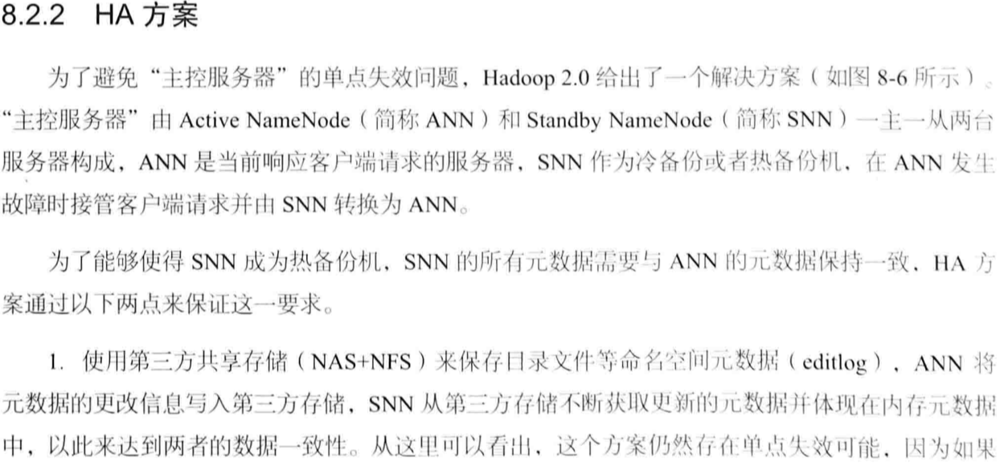 8.2.2 HA 方案
为了避免“主控服务器”的单点失效问题，Hadoop 2.0 给出了一个解决方案（如图 8-6 所示）。
“主控服务器”由 Active NameNode（简称 ANN）和 Standby NameNode（简称 SNN）一主一从两台
服务器构成，ANN 是当前响应客户端请求的服务器，SNN 作为冷备份或者热备份机，在 ANN 发生
故障时接管客户端请求并由 SNN 转换为 ANN。
为了能够使得 SNN 成为热备份机，SNN 的所有元数据需要与 ANN 的元数据保持一致，HA 方
案通过以下两点来保证这一要求。
1. 使用第三方共享存储（NAS+NFS）来保存目录文件等命名空间元数据（editlog），ANN 将
元数据的更改信息写入第三方存储，SNN 从第三方存储不断获取更新的元数据并体现在内存元数据
中，以此来达到两者的数据一致性。从这里可以看出，这个方案仍然存在单点失效可能，因为如果